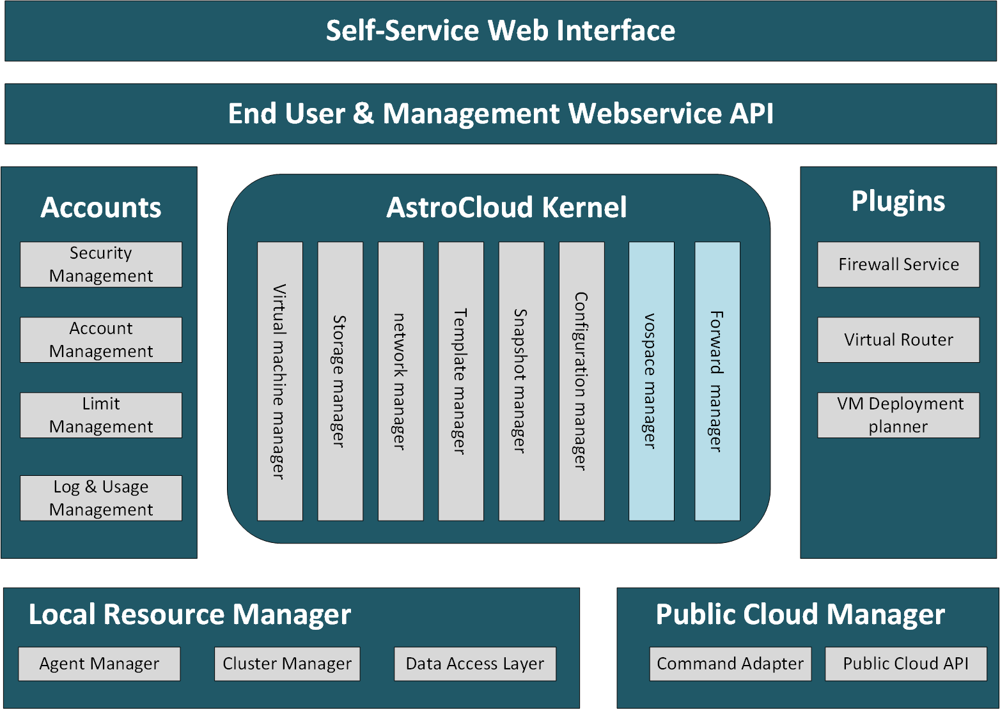 Self-Service Web Interface
End User & Management Webservice API
Accounts
Security
Management
Account
Management
Limit
Management
Log & Usage
Management
AstroCloud Kernel
Virtual machine manager
Storage manager
network manager
Template manager
Snapshot manager
Configuration manager
vospace manager
Forward manager
Plugins
Firewall Service
Virtual Router
VM Deployment
planner
Local Resource Manager
Agent Manager
Cluster Manager
Data Access Layer
Public Cloud Manager
Command Adapter
Public Cloud API